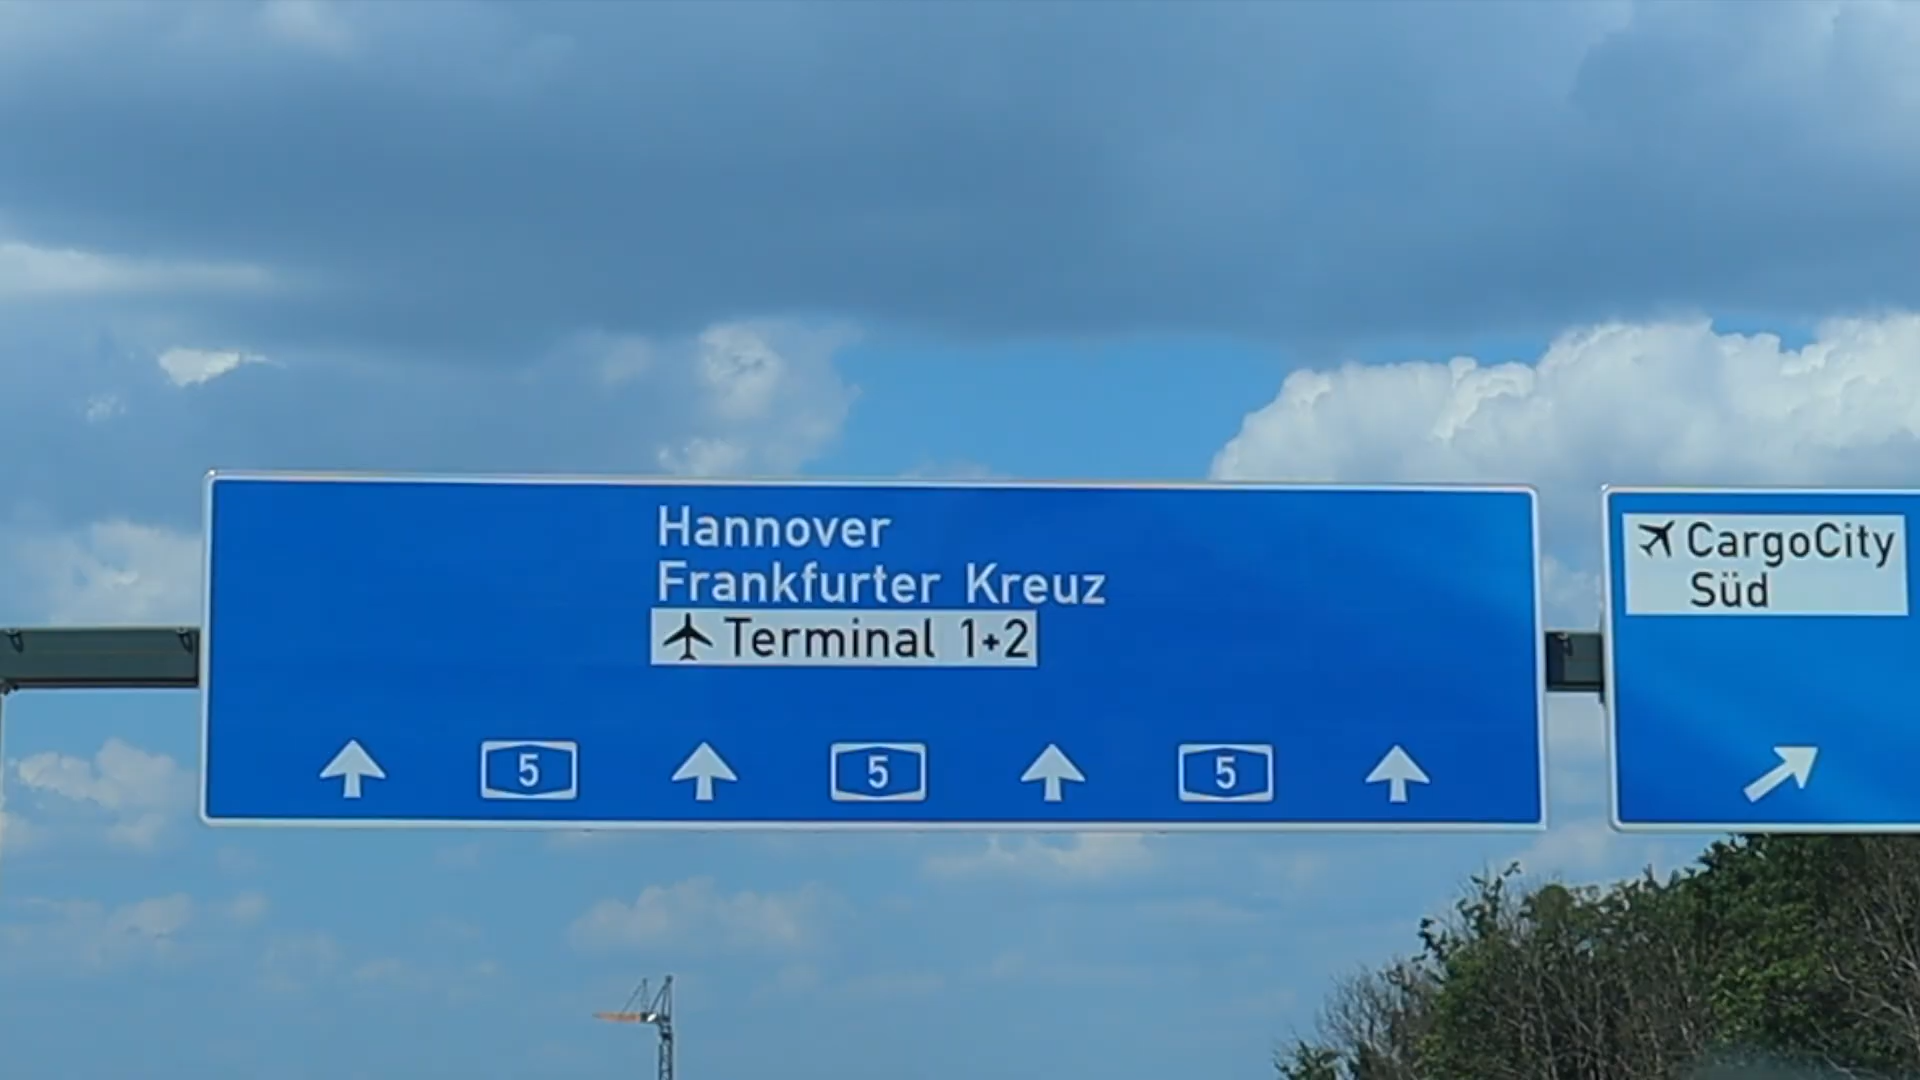 Hannover
Frankfurter Kreuz
Terminal 1+2
5 5 5
CargoCity
Süd